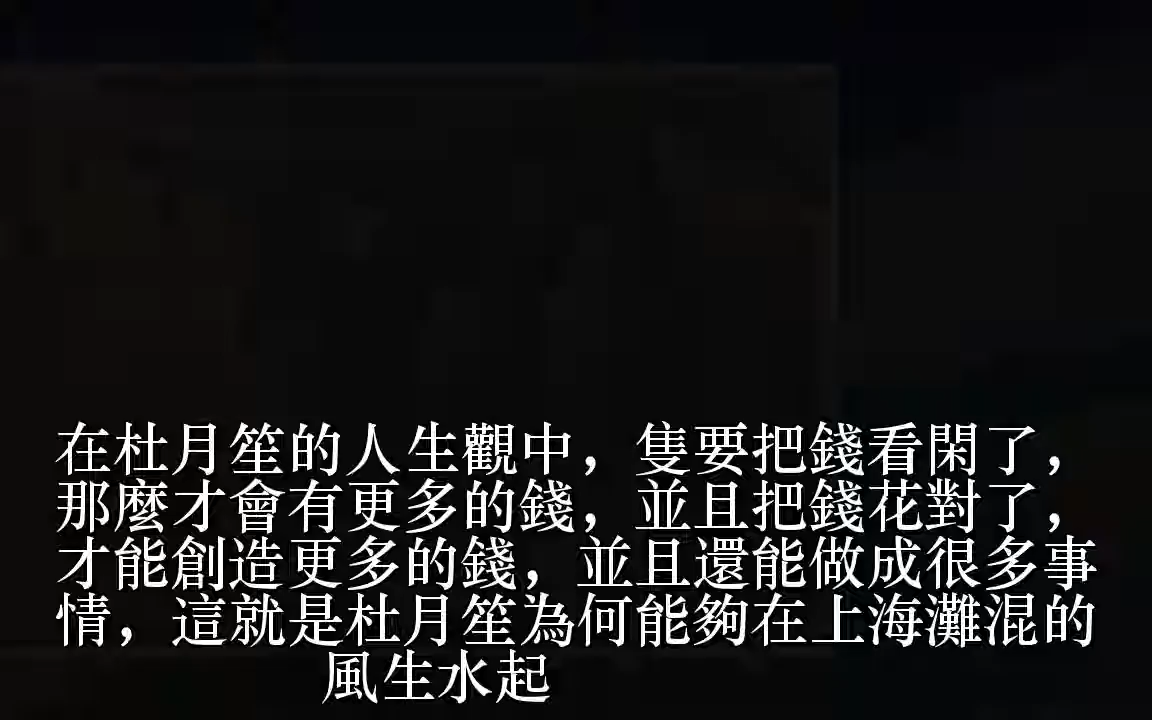 在杜月笙的人生觀中，隻要把錢看閑了，
那麼才會有更多的錢，並且把錢花對了，
才能創造更多的錢，並且還能做成很多事
情，這就是杜月笙為何能夠在上海灘混的
風生水起